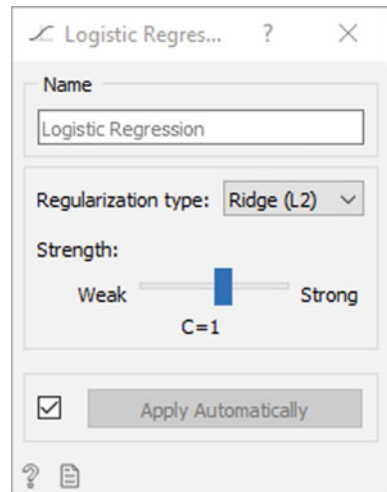 Logistic Regres... ? ×
Name
Logistic Regression
Regularization type: Ridge (L2)
Strength:
Weak Strong
C=1
Apply Automatically
?